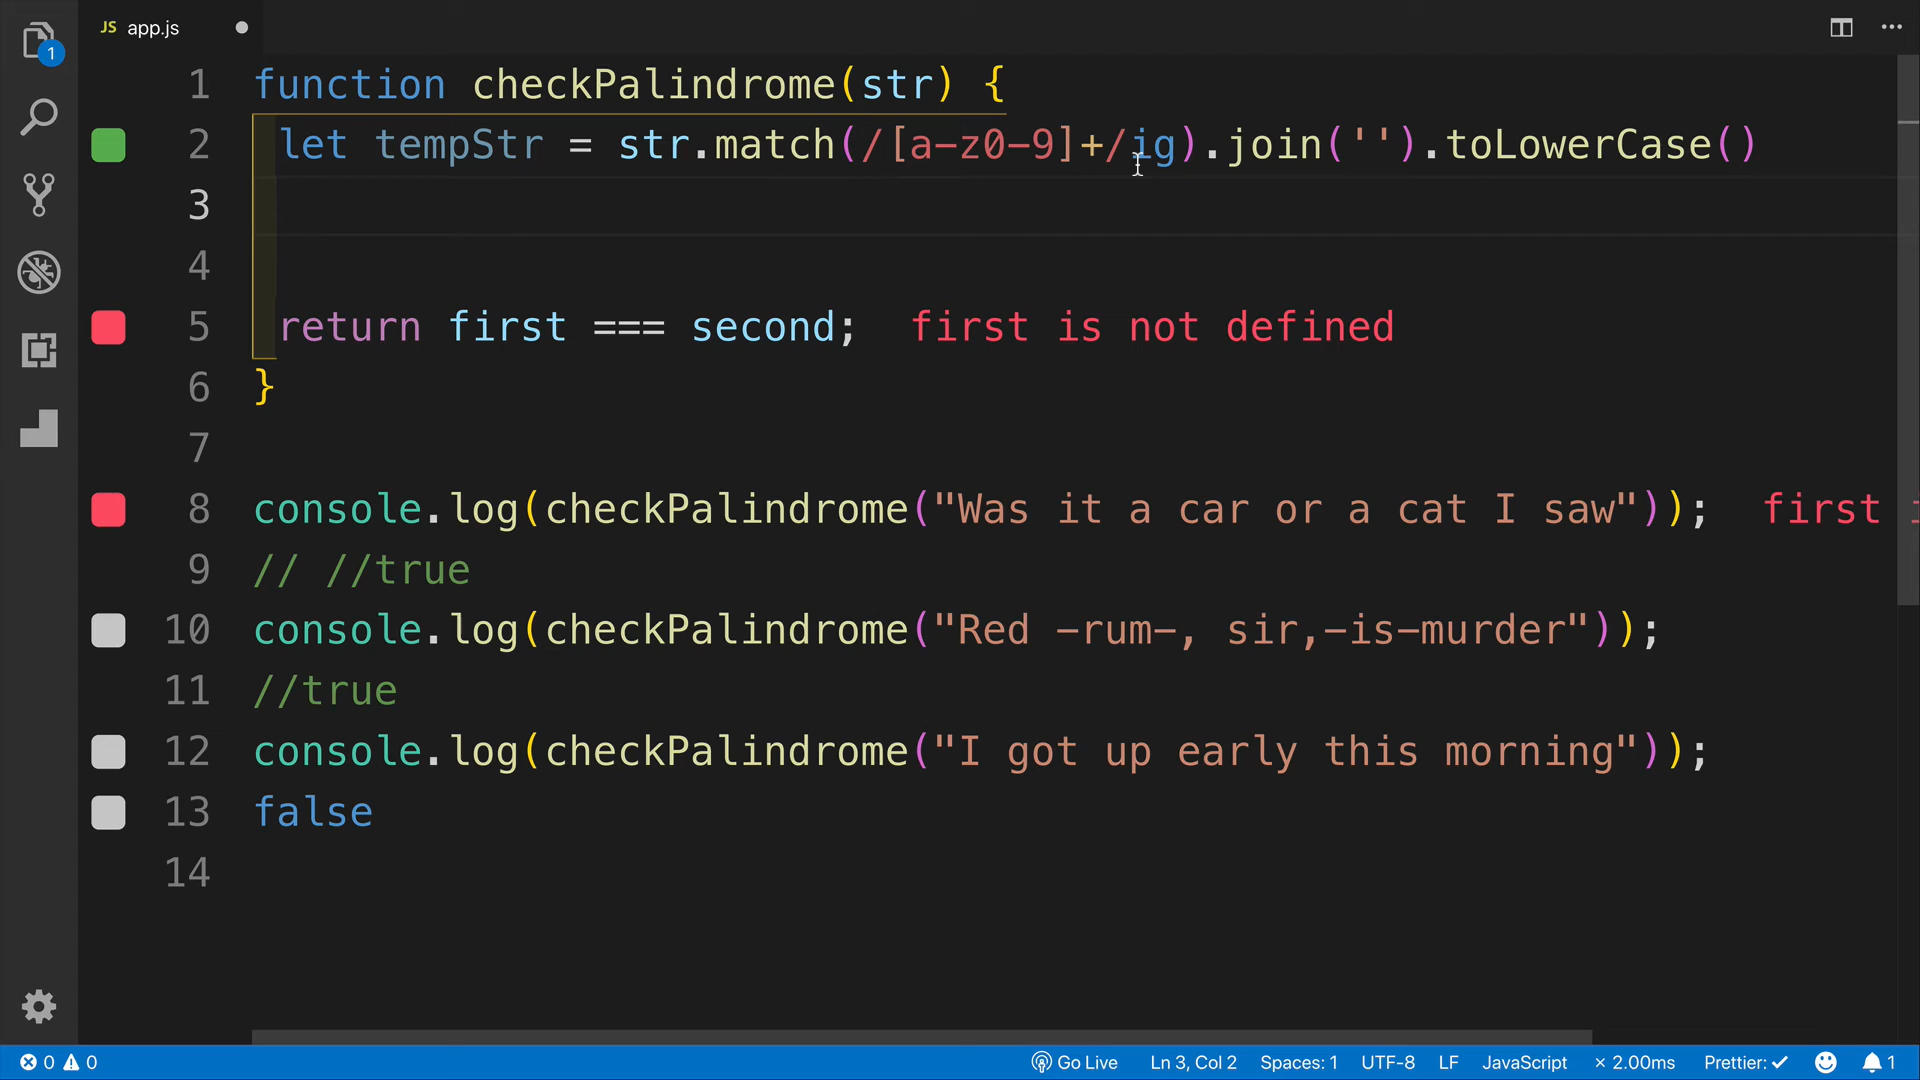 JS app.js
1
1 function checkPalindrome(str) {
2 let tempStr = str.match(/[a-z0-9]+/ig).join('').toLowerCase()
3
4
5 return first === second; first is not defined
6 }
7
8 console.log(checkPalindrome("Was it a car or a cat I saw")); first
9 // //true
10 console.log(checkPalindrome("Red -rum-, sir,-is-murder"));
11 //true
12 console.log(checkPalindrome("I got up early this morning"));
13 false
14
0 0 Go Live Ln 3, Col 2 Spaces: 1 UTF-8 LF JavaScript × 2.00ms Prettier: ✓ 1